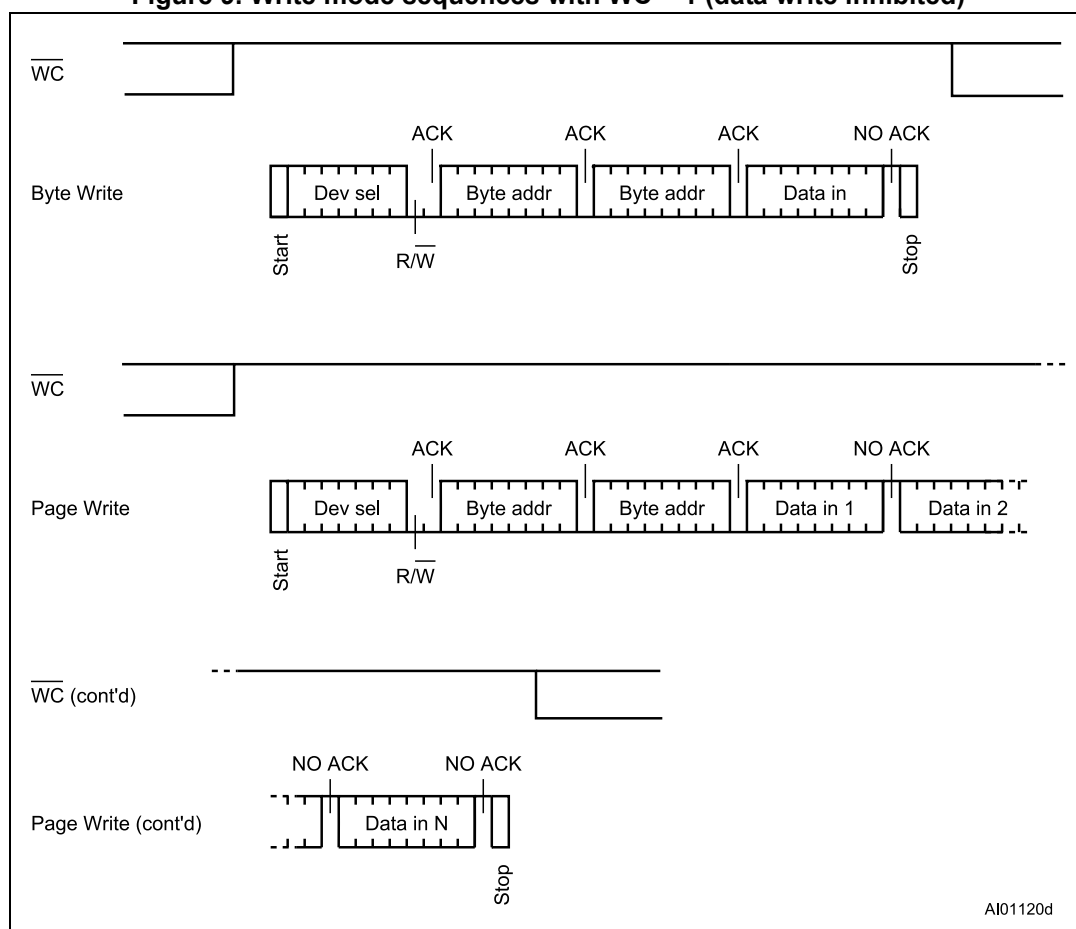 WC
ACK ACK ACK NO ACK
Byte Write Dev sel Byte addr Byte addr Data in
Start R/W Stop
WC
ACK ACK ACK NO ACK
Page Write Dev sel Byte addr Byte addr Data in 1 Data in 2
Start R/W
WC (cont'd)
NO ACK NO ACK
Page Write (cont'd) Data in N
Stop
AI01120d